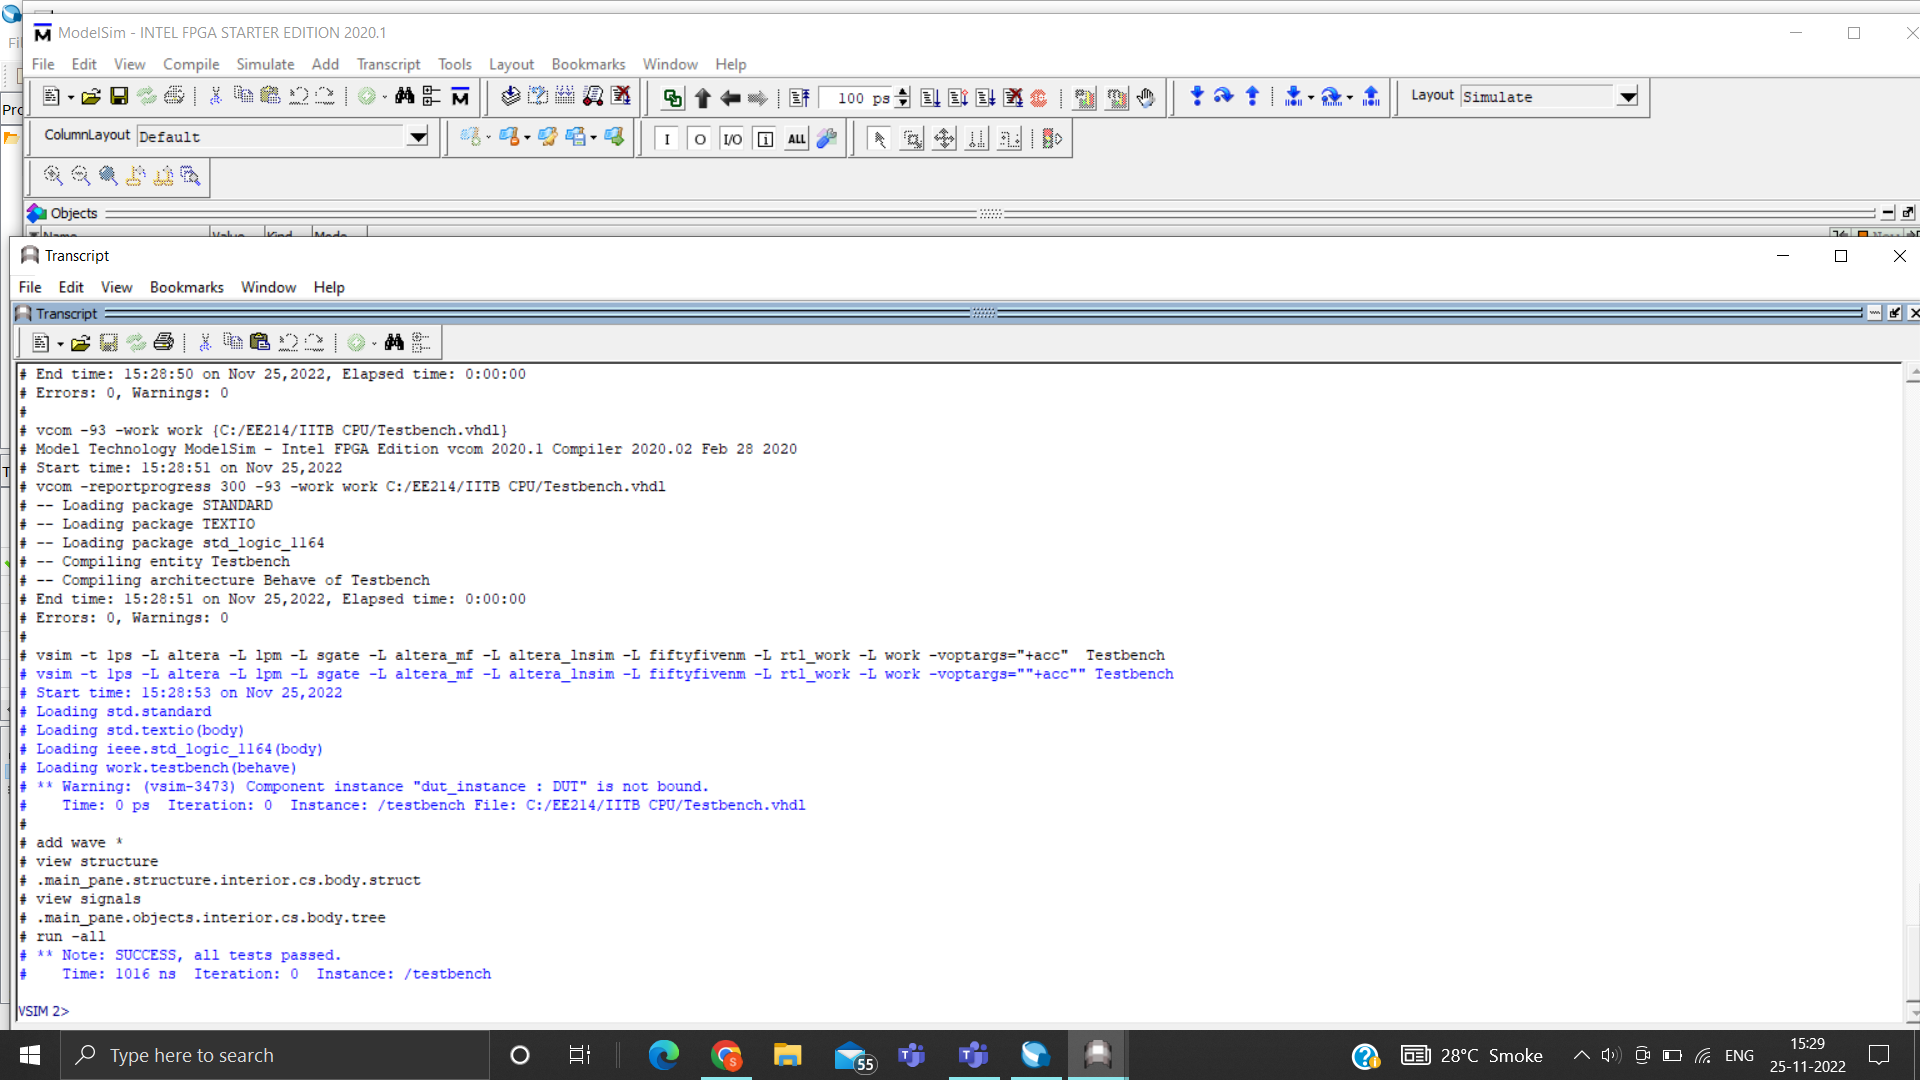 ModelSim - INTEL FPGA STARTER EDITION 2020.1
File Edit View Compile Simulate Add Transcript Tools Layout Bookmarks Window Help
100 ps
Layout Simulate
ColumnLayout Default
I O I/O ALL
Objects
Name Value Kind Mode
Transcript
File Edit View Bookmarks Window Help
Transcript
# End time: 15:28:50 on Nov 25,2022, Elapsed time: 0:00:00
# Errors: 0, Warnings: 0
#
# vcom -93 -work work {C:/EE214/IITB CPU/Testbench.vhdl}
# Model Technology ModelSim - Intel FPGA Edition vcom 2020.1 Compiler 2020.02 Feb 28 2020
# Start time: 15:28:51 on Nov 25,2022
# vcom -reportprogress 300 -93 -work work C:/EE214/IITB CPU/Testbench.vhdl
# -- Loading package STANDARD
# -- Loading package TEXTIO
# -- Loading package std_logic_1164
# -- Compiling entity Testbench
# -- Compiling architecture Behave of Testbench
# End time: 15:28:51 on Nov 25,2022, Elapsed time: 0:00:00
# Errors: 0, Warnings: 0
#
# vsim -t 1ps -L altera -L lpm -L sgate -L altera_mf -L altera_lnsim -L fiftyfivenm -L rtl_work -L work -voptargs="+acc"  Testbench
# vsim -t 1ps -L altera -L lpm -L sgate -L altera_mf -L altera_lnsim -L fiftyfivenm -L rtl_work -L work -voptargs=""+acc"" Testbench
# Start time: 15:28:53 on Nov 25,2022
# Loading std.standard
# Loading std.textio(body)
# Loading ieee.std_logic_1164(body)
# Loading work.testbench(behave)
# ** Warning: (vsim-3473) Component instance "dut_instance : DUT" is not bound.
#    Time: 0 ps  Iteration: 0  Instance: /testbench File: C:/EE214/IITB CPU/Testbench.vhdl
#
# add wave *
# view structure
# .main_pane.structure.interior.cs.body.struct
# view signals
# .main_pane.objects.interior.cs.body.tree
# run -all
# ** Note: SUCCESS, all tests passed.
#    Time: 1016 ns  Iteration: 0  Instance: /testbench
VSIM 2>
Type here to search
55
28°C Smoke
ENG
15:29
25-11-2022